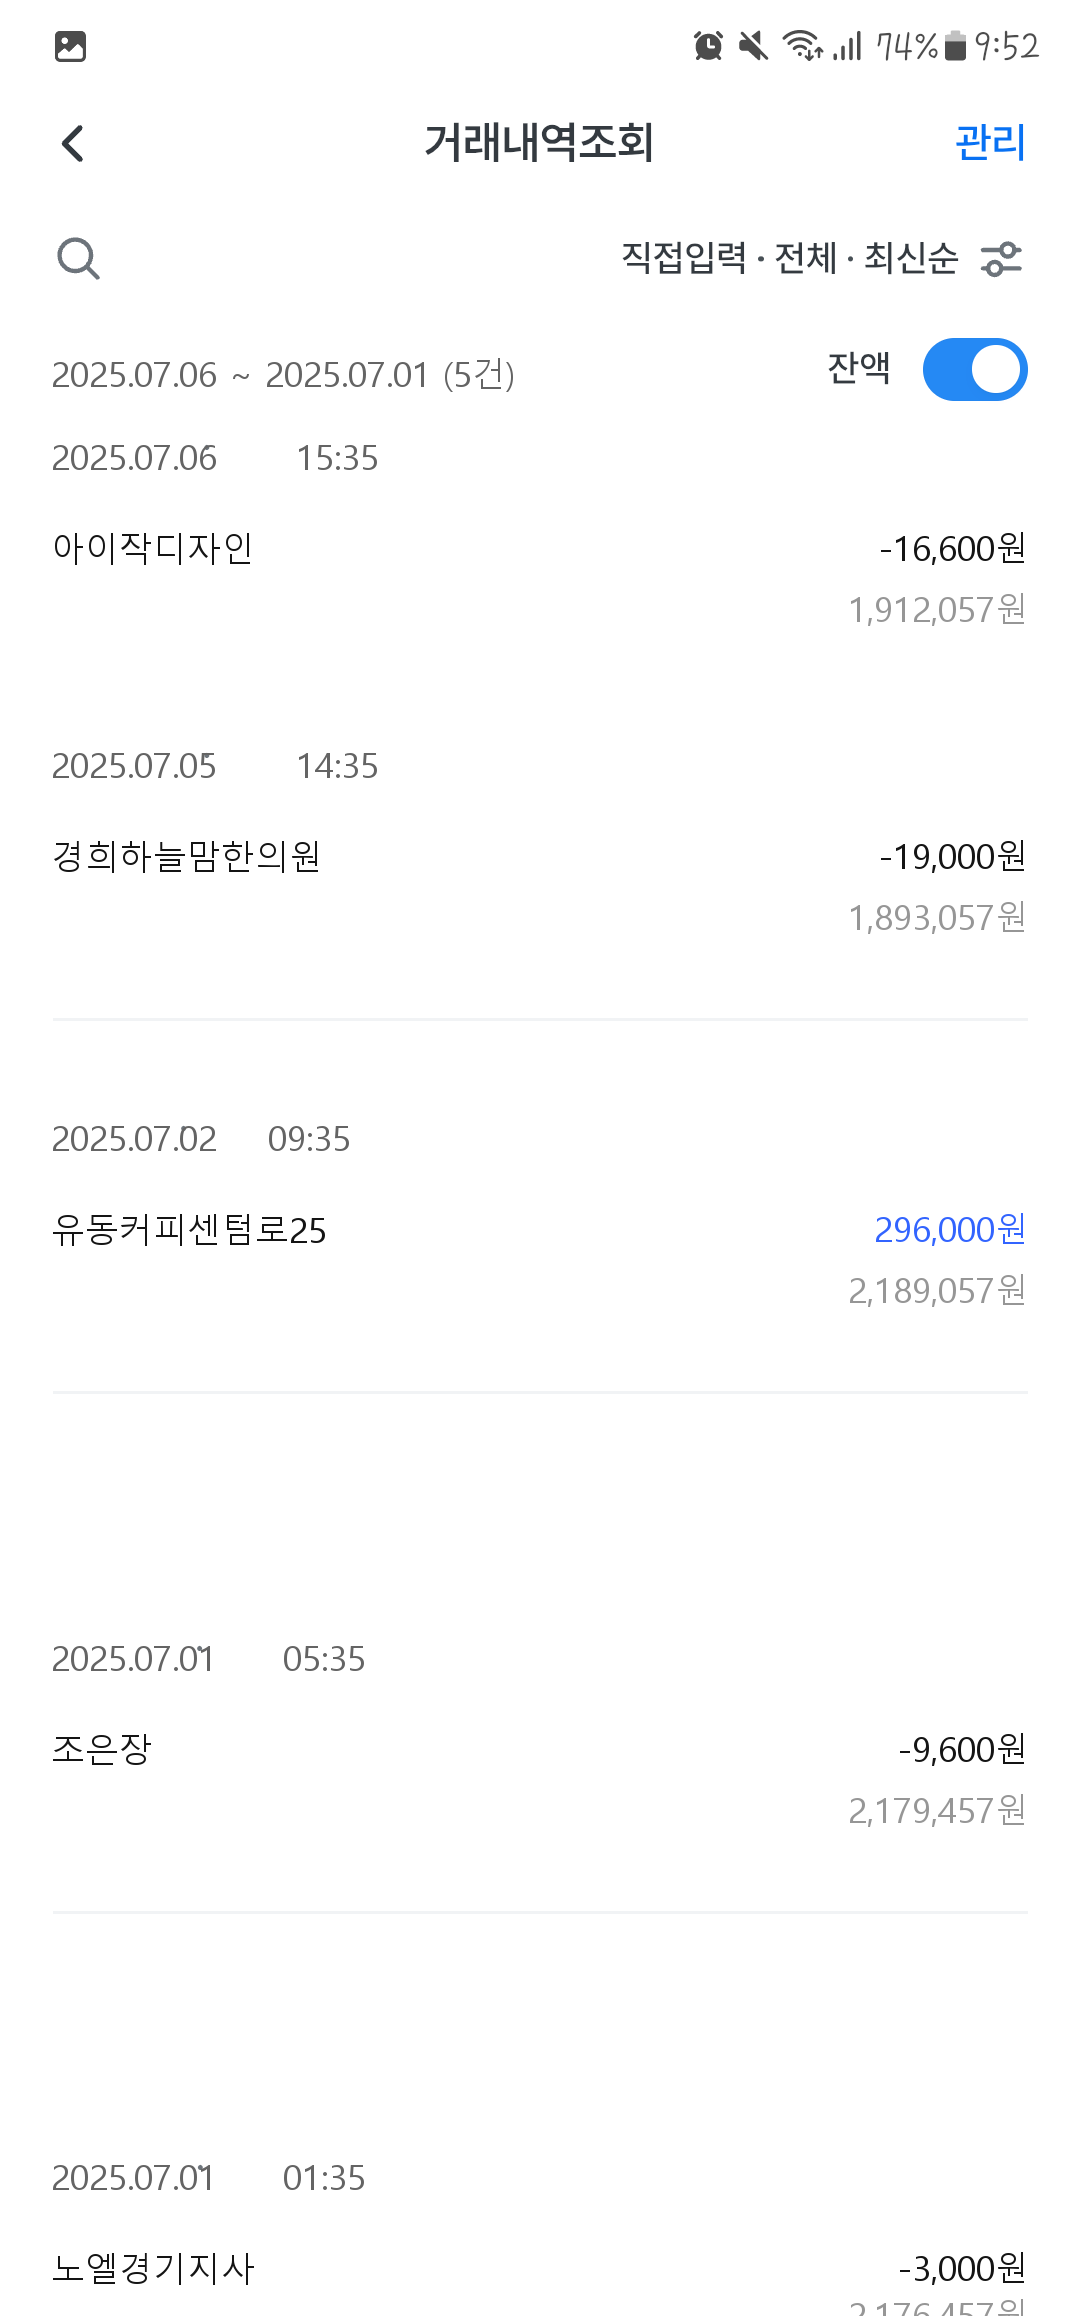 74% 9:52
거래내역조회 관리
직접입력 · 전체 · 최신순
2025.07.06 ~ 2025.07.01 (5건) 잔액
2025.07.06 15:35
아이작디자인 -16,600원
1,912,057원
2025.07.05 14:35
경희하늘맘한의원 -19,000원
1,893,057원
2025.07.02 09:35
유동커피센텀로25 296,000원
2,189,057원
2025.07.01 05:35
조은장 -9,600원
2,179,457원
2025.07.01 01:35
노엘경기지사 -3,000원
2,176,457원